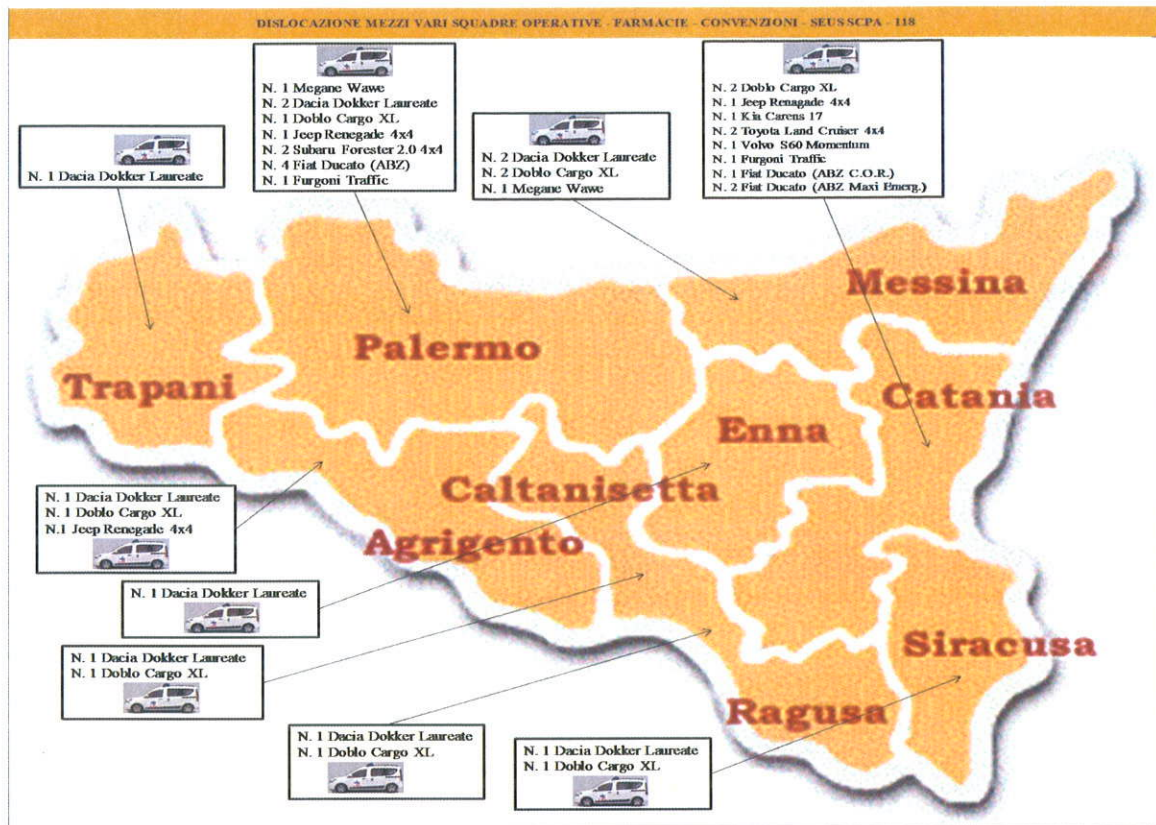 DISLOCAZIONE MEZZI VARI SQUADRE OPERATIVE - FARMACIE - CONVENZIONI - SEUS SCPA - 118
N. 1 Dacia Dokker Laureate
N. 1 Megane Wawe
N. 2 Dacia Dokker Laureate
N. 1 Doblo Cargo XL
N. 1 Jeep Renegade 4x4
N. 2 Subaru Forester 2.0 4x4
N. 4 Fiat Ducato (ABZ)
N. 1 Furgoni Traffic
N. 2 Dacia Dokker Laureate
N. 2 Doblo Cargo XL
N. 1 Megane Wawe
N. 2 Doblo Cargo XL
N. 1 Jeep Renagade 4x4
N. 1 Kia Carens 17
N. 2 Toyota Land Cruiser 4x4
N. 1 Volvo S60 Momentum
N. 1 Furgoni Traffic
N. 1 Fiat Ducato (ABZ C.O.R.)
N. 2 Fiat Ducato (ABZ Maxi Emerg.)
Messina
Palermo
Trapani
Catania
Enna
Caltanisetta
Agrigento
Siracusa
Ragusa
N. 1 Dacia Dokker Laureate
N. 1 Doblo Cargo XL
N.1 Jeep Renegade 4x4
N. 1 Dacia Dokker Laureate
N. 1 Dacia Dokker Laureate
N. 1 Doblo Cargo XL
N. 1 Dacia Dokker Laureate
N. 1 Doblo Cargo XL
N. 1 Dacia Dokker Laureate
N. 1 Doblo Cargo XL